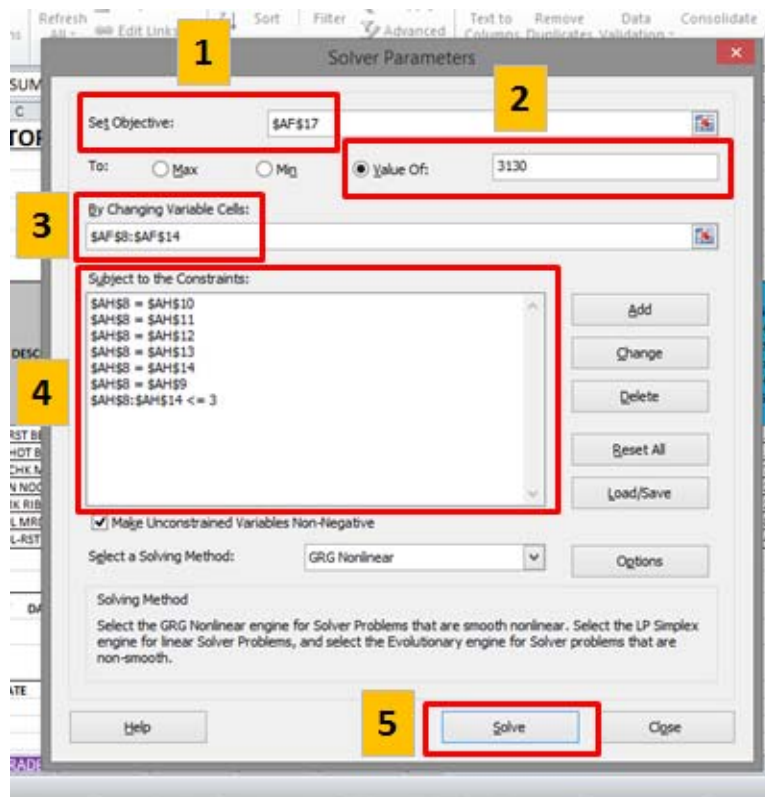 Refresh
All
Edit Links
Sort
Filter
Advanced
Text to
Columns
Remove
Duplicates
Data
Validation
Consolidate
1
Solver Parameters
2
SUM
C
Set Objective:
$AF$17
To:
Max
Min
Value Of:
3130
3
By Changing Variable Cells:
$AF$8:$AF$14
Subject to the Constraints:
$AH$8 = $AH$10
$AH$8 = $AH$11
$AH$8 = $AH$12
$AH$8 = $AH$13
$AH$8 = $AH$14
$AH$8 = $AH$9
$AH$8:$AH$14 <= 3
4
DESC
Add
Change
Delete
Reset All
Load/Save
Make Unconstrained Variables Non-Negative
Select a Solving Method:
GRG Nonlinear
Options
Solving Method
Select the GRG Nonlinear engine for Solver Problems that are smooth nonlinear. Select the LP Simplex
engine for linear Solver Problems, and select the Evolutionary engine for Solver problems that are
non-smooth.
Help
5
Solve
Close